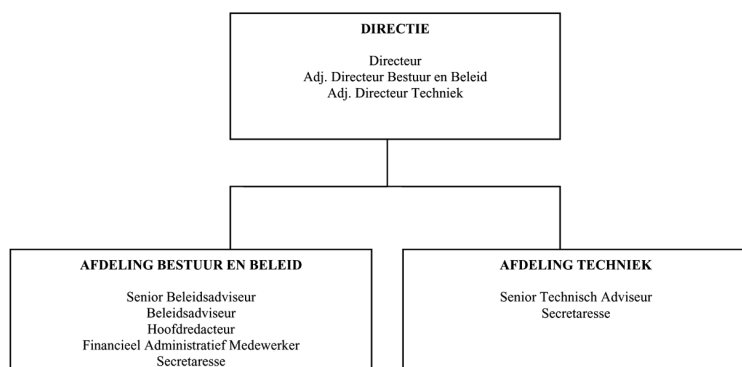 DIRECTIE
Directeur
Adj. Directeur Bestuur en Beleid
Adj. Directeur Techniek
AFDELING BESTUUR EN BELEID
Senior Beleidsadviseur
Beleidsadviseur
Hoofdredacteur
Financieel Administratief Medewerker
Secretaresse
AFDELING TECHNIEK
Senior Technisch Adviseur
Secretaresse